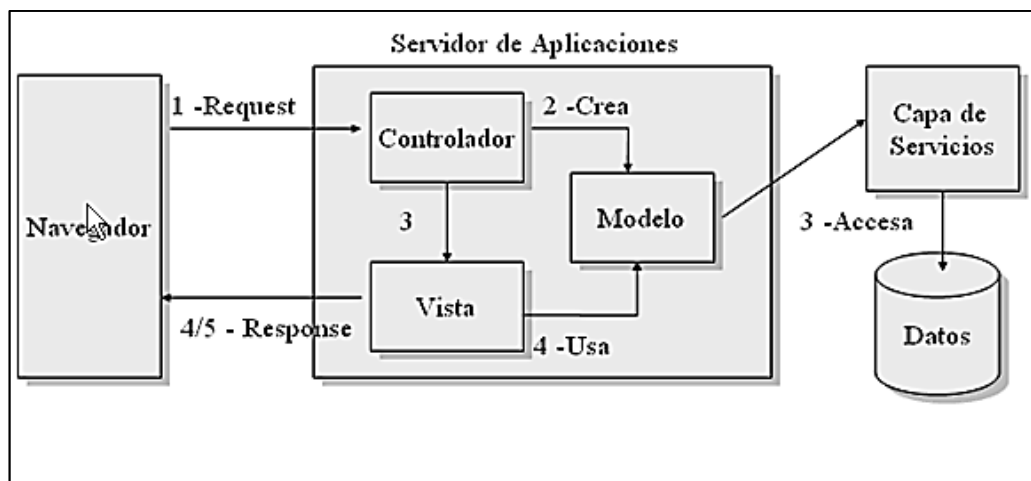 Servidor de Aplicaciones
1 -Request
Controlador
2 -Crea
Capa de
Servicios
Navegador
3
Modelo
3 -Accesa
Vista
4/5 - Response
4 -Usa
Datos